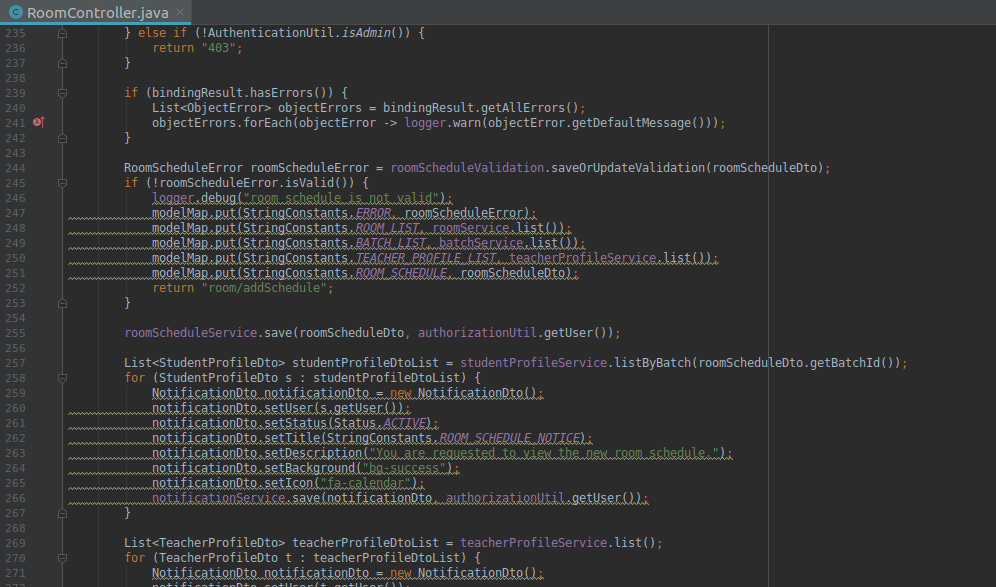 RoomController.java
235 } else if (!AuthenticationUtil.isAdmin()) {
236 return "403";
237 }
238
239 if (bindingResult.hasErrors()) {
240 List<ObjectError> objectErrors = bindingResult.getAllErrors();
241 objectErrors.forEach(objectError -> logger.warn(objectError.getDefaultMessage()));
242 }
243
244 RoomScheduleError roomScheduleError = roomScheduleValidation.saveOrUpdateValidation(roomScheduleDto);
245 if (!roomScheduleError.isValid()) {
246 logger.debug("room schedule is not valid");
247 modelMap.put(StringConstants.ERROR, roomScheduleError);
248 modelMap.put(StringConstants.ROOM_LIST, roomService.list());
249 modelMap.put(StringConstants.BATCH_LIST, batchService.list());
250 modelMap.put(StringConstants.TEACHER_PROFILE_LIST, teacherProfileService.list());
251 modelMap.put(StringConstants.ROOM_SCHEDULE, roomScheduleDto);
252 return "room/addSchedule";
253 }
254
255 roomScheduleService.save(roomScheduleDto, authorizationUtil.getUser());
256
257 List<StudentProfileDto> studentProfileDtoList = studentProfileService.listByBatch(roomScheduleDto.getBatchId());
258 for (StudentProfileDto s : studentProfileDtoList) {
259 NotificationDto notificationDto = new NotificationDto();
260 notificationDto.setUser(s.getUser());
261 notificationDto.setStatus(Status.ACTIVE);
262 notificationDto.setTitle(StringConstants.ROOM_SCHEDULE_NOTICE);
263 notificationDto.setDescription("You are requested to view the new room schedule.");
264 notificationDto.setBackground("bg-success");
265 notificationDto.setIcon("fa-calendar");
266 notificationService.save(notificationDto, authorizationUtil.getUser());
267 }
268
269 List<TeacherProfileDto> teacherProfileDtoList = teacherProfileService.list();
270 for (TeacherProfileDto t : teacherProfileDtoList) {
271 NotificationDto notificationDto = new NotificationDto();